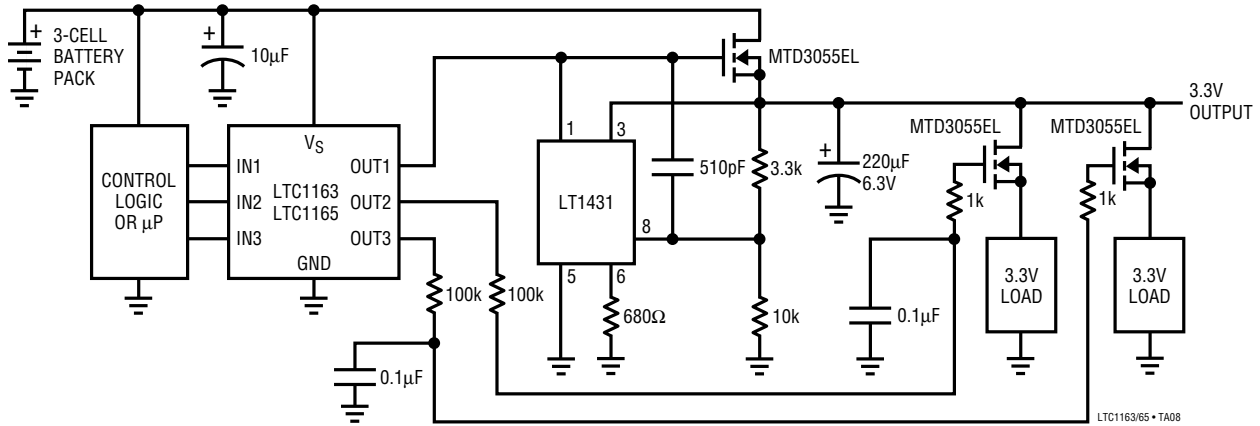 +
3-CELL
BATTERY
PACK
+
10μF
MTD3055EL
3.3V
OUTPUT
CONTROL
LOGIC
OR μP
IN1
IN2
IN3
VS
LTC1163
LTC1165
GND
OUT1
OUT2
OUT3
1
3
LT1431
8
5
6
510pF
3.3k
+
220μF
6.3V
MTD3055EL
MTD3055EL
1k
1k
3.3V
LOAD
3.3V
LOAD
100k
100k
680Ω
10k
0.1μF
0.1μF
LTC1163/65 • TA08